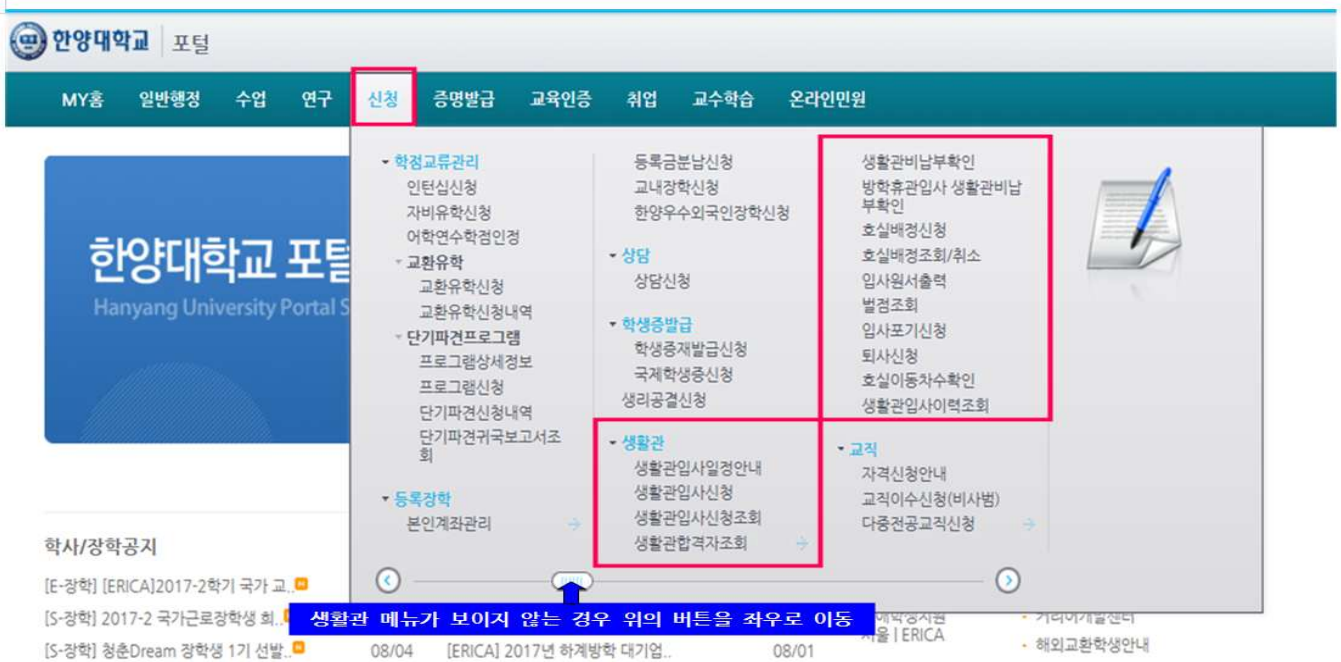 한양대학교 포털
MY홈 일반행정 수업 연구 신청 증명발급 교육인증 취업 교수학습 온라인민원
한양대학교 포털
Hanyang University Portal S
학점교류관리
인턴십신청
자비유학신청
어학연수학점인정
교환유학
교환유학신청
교환유학신청내역
단기파견프로그램
프로그램상세정보
프로그램신청
단기파견신청내역
단기파견귀국보고서조
회
등록장학
본인계좌관리
등록금분납신청
교내장학신청
한양우수외국인장학신청
상담
상담신청
학생증발급
학생증재발급신청
국제학생증신청
생리공결신청
생활관
생활관입사일정안내
생활관입사신청
생활관입사신청조회
생활관합격자조회
생활관비납부확인
방학휴관입사 생활관비납
부확인
호실배정신청
호실배정조회/취소
입사원서출력
벌점조회
입사포기신청
퇴사신청
호실이동차수확인
생활관입사이력조회
교직
자격신청안내
교직이수신청(비사범)
다중전공교직신청
생활관 메뉴가 보이지 않는 경우 위의 버튼을 좌우로 이동
학사/장학공지
[E-장학] [ERICA]2017-2학기 국가 교..
[S-장학] 2017-2 국가근로장학생 희..
[S-장학] 청춘Dream 장학생 1기 선발..
08/04 [ERICA] 2017년 하계방학 대기업.. 08/01
| ERICA
커리어개발센터
해외교환학생안내